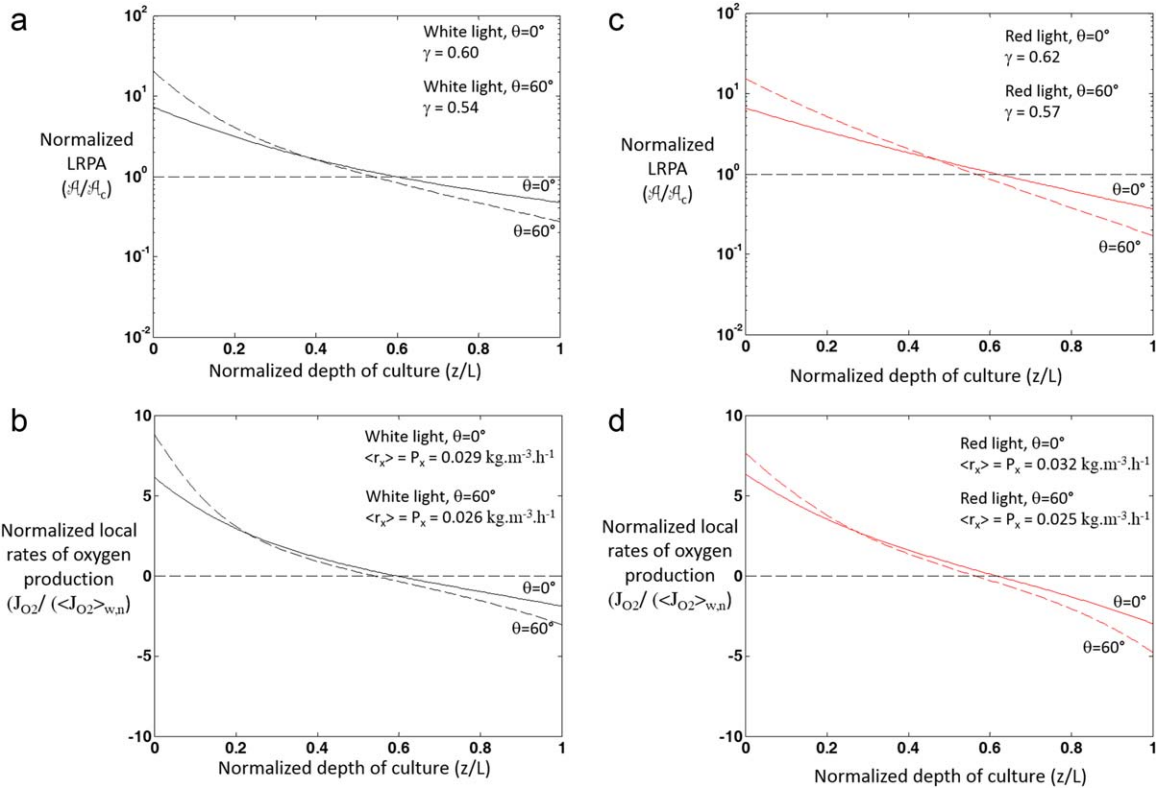 a
White light, θ=0°
γ = 0.60
White light, θ=60°
γ = 0.54
Normalized
LRPA
(𝒜/𝒜c)
10²
10¹
10⁰
10⁻¹
10⁻²
θ=0°
θ=60°
0 0.2 0.4 0.6 0.8 1
Normalized depth of culture (z/L)
b
White light, θ=0°
<rₓ> = Pₓ = 0.029 kg.m⁻³.h⁻¹
White light, θ=60°
<rₓ> = Pₓ = 0.026 kg.m⁻³.h⁻¹
Normalized local
rates of oxygen
production
(J_O2/ (<J_O2>w,n)
10
5
0
-5
-10
θ=0°
θ=60°
0 0.2 0.4 0.6 0.8 1
Normalized depth of culture (z/L)
c
Red light, θ=0°
γ = 0.62
Red light, θ=60°
γ = 0.57
Normalized
LRPA
(𝒜/𝒜c)
10²
10¹
10⁰
10⁻¹
10⁻²
θ=0°
θ=60°
0 0.2 0.4 0.6 0.8 1
Normalized depth of culture (z/L)
d
Red light, θ=0°
<rₓ> = Pₓ = 0.032 kg.m⁻³.h⁻¹
Red light, θ=60°
<rₓ> = Pₓ = 0.025 kg.m⁻³.h⁻¹
Normalized local
rates of oxygen
production
(J_O2/ (<J_O2>w,n)
10
5
0
-5
-10
θ=0°
θ=60°
0 0.2 0.4 0.6 0.8 1
Normalized depth of culture (z/L)